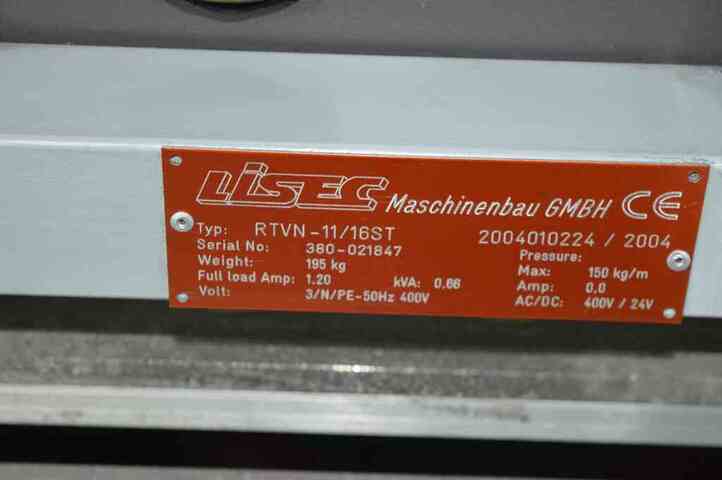 LiSEC Maschinenbau GMBH CE
Typ: RTVN-11/16ST 2004010224 / 2004
Serial No: 380-021847 Pressure:
Weight: 195 kg Max: 150 kg/m
Full load Amp: 1.20 kVA: 0.66 Amp: 0,0
Volt: 3/N/PE-50Hz 400V AC/DC: 400V / 24V